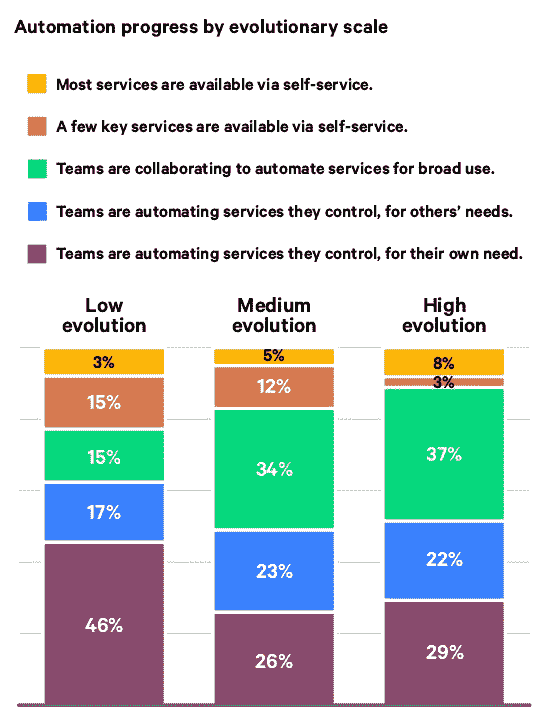 Automation progress by evolutionary scale
Most services are available via self-service.
A few key services are available via self-service.
Teams are collaborating to automate services for broad use.
Teams are automating services they control, for others’ needs.
Teams are automating services they control, for their own need.
Low
evolution
Medium
evolution
High
evolution
3%
15%
15%
17%
46%
5%
12%
34%
23%
26%
8%
3%
37%
22%
29%